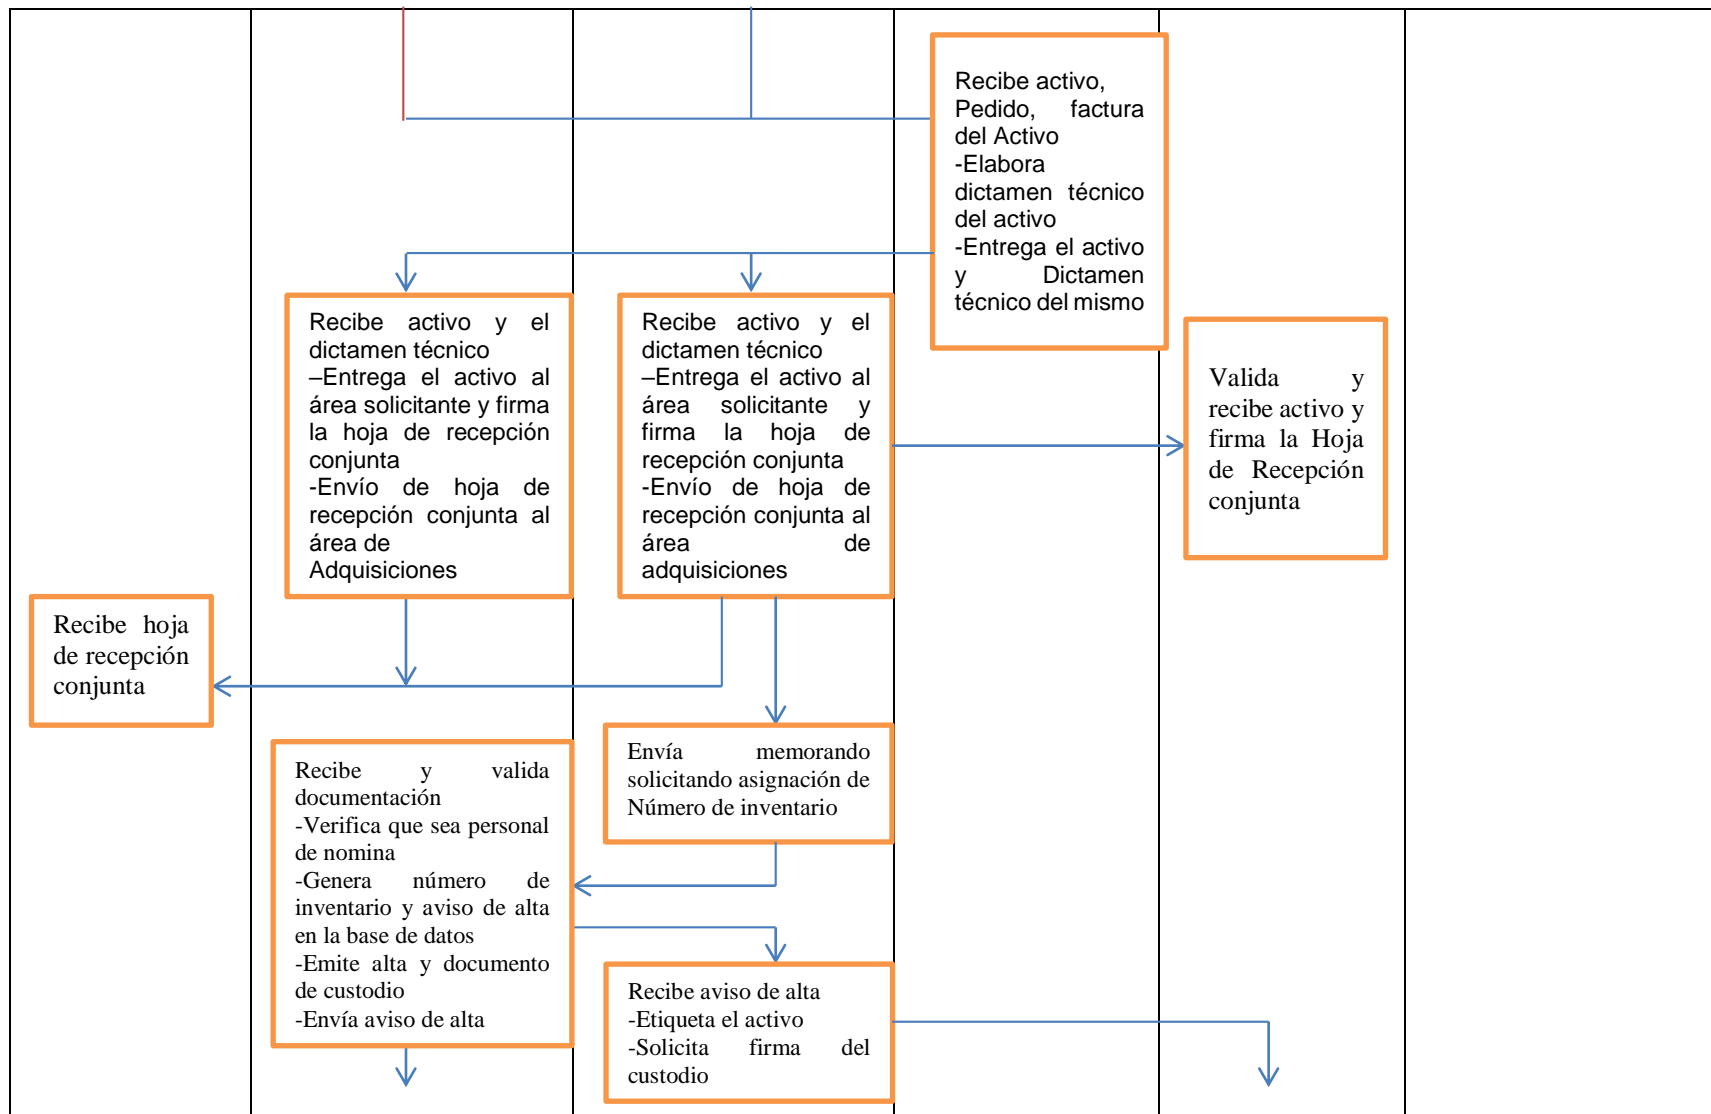 Recibe activo,
Pedido, factura
del Activo
-Elabora
dictamen técnico
del activo
-Entrega el activo
y Dictamen
técnico del mismo
Recibe activo y el
dictamen técnico
–Entrega el activo al
área solicitante y firma
la hoja de recepción
conjunta
-Envío de hoja de
recepción conjunta al
área de
Adquisiciones
Recibe activo y el
dictamen técnico
–Entrega el activo al
área solicitante y
firma la hoja de
recepción conjunta
-Envío de hoja de
recepción conjunta al
área de
adquisiciones
Valida y
recibe activo y
firma la Hoja
de Recepción
conjunta
Recibe hoja
de recepción
conjunta
Envía memorando
solicitando asignación de
Número de inventario
Recibe y valida
documentación
-Verifica que sea personal
de nomina
-Genera número de
inventario y aviso de alta
en la base de datos
-Emite alta y documento
de custodio
-Envía aviso de alta
Recibe aviso de alta
-Etiqueta el activo
-Solicita firma del
custodio